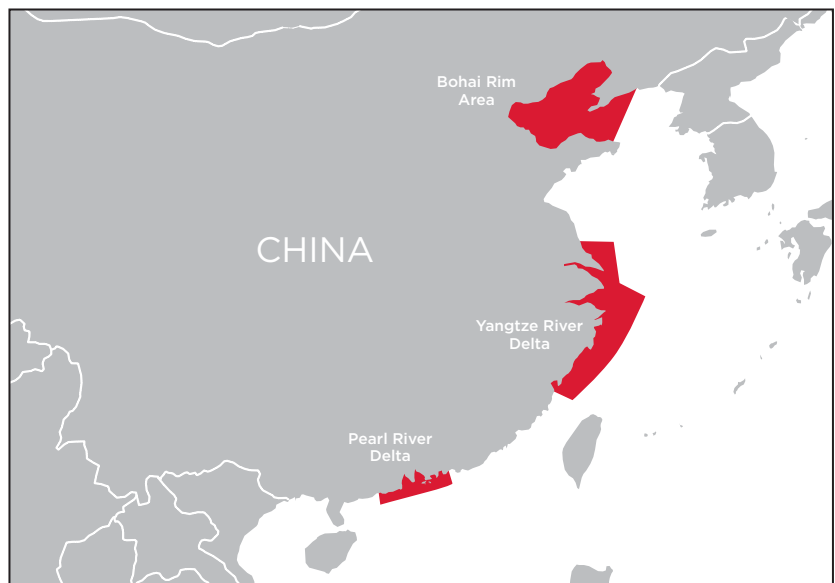 Bohai Rim
Area
CHINA
Yangtze River
Delta
Pearl River
Delta